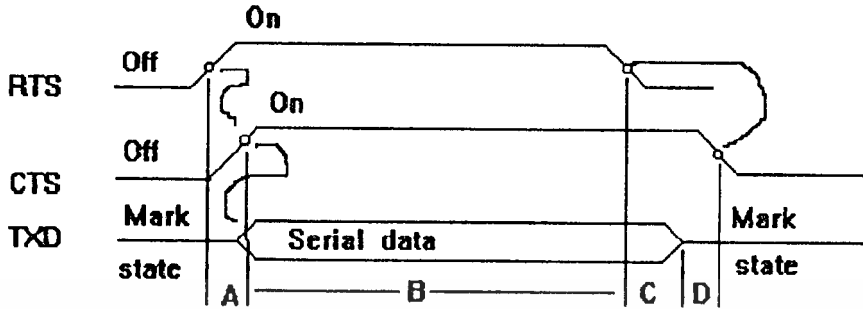 On
Off
RTS
On
Off
CTS
Mark
TXD
Serial data
Mark
state
state
A
B
C
D